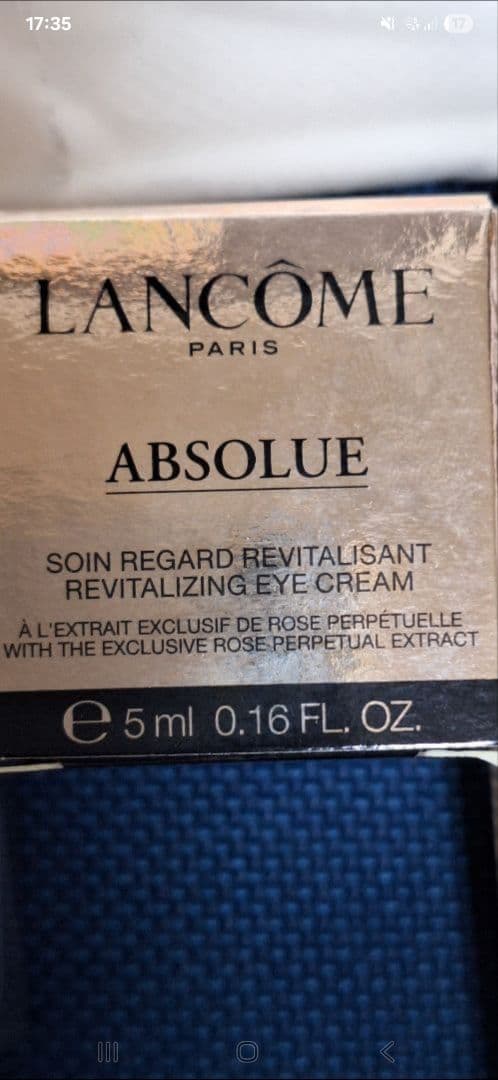 17:35
17
LANCÔME
PARIS
ABSOLUE
SOIN REGARD REVITALISANT
REVITALIZING EYE CREAM
À L'EXTRAIT EXCLUSIF DE ROSE PERPÉTUELLE
WITH THE EXCLUSIVE ROSE PERPETUAL EXTRACT
e 5 ml 0.16 FL. OZ.